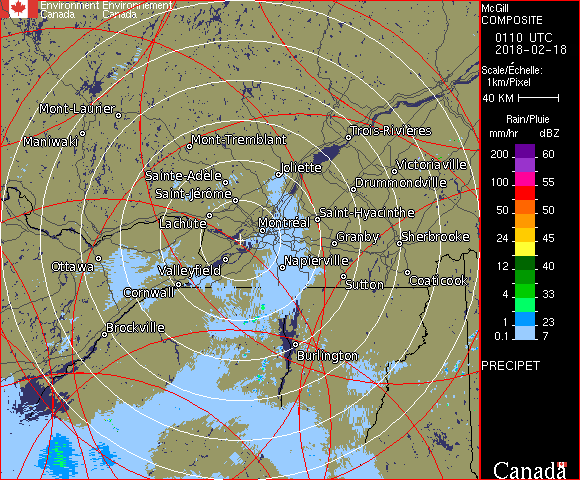 Environment Environnement
Canada Canada
McGill
COMPOSITE
0110 UTC
2018-02-18
Scale/Échelle:
1km/Pixel
40 KM
Rain/Pluie
mm/hr dBZ
200 60
100 55
50 50
24 45
12 40
4 33
1 23
0.1 7
PRECIPET
Canada
Mont-Laurier
Trois-Rivières
Maniwaki
Mont-Tremblant
Victoriaville
Joliette
Sainte-Adèle
Drummondville
Saint-Jérôme
Saint-Hyacinthe
Lachute
Montréal
Granby
Sherbrooke
Ottawa
Napierville
Valleyfield
Coaticook
Sutton
Cornwall
Brockville
Burlington